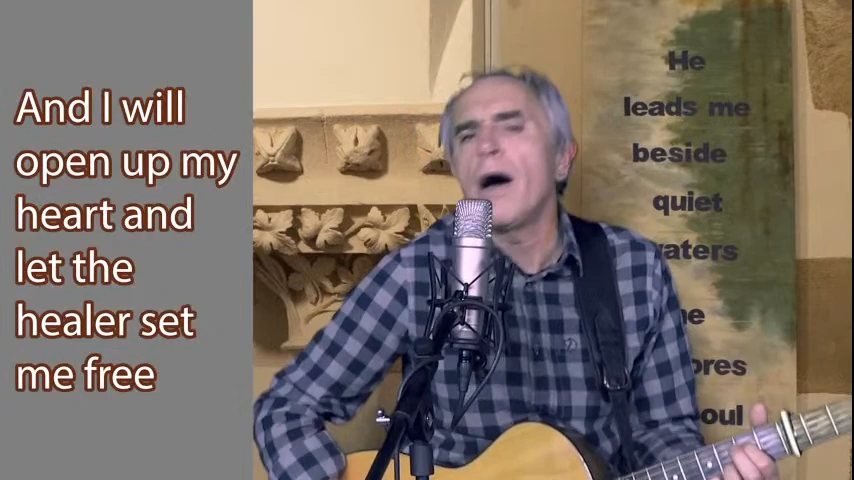 And I will
open up my
heart and
let the
healer set
me free
He
leads me
beside
quiet